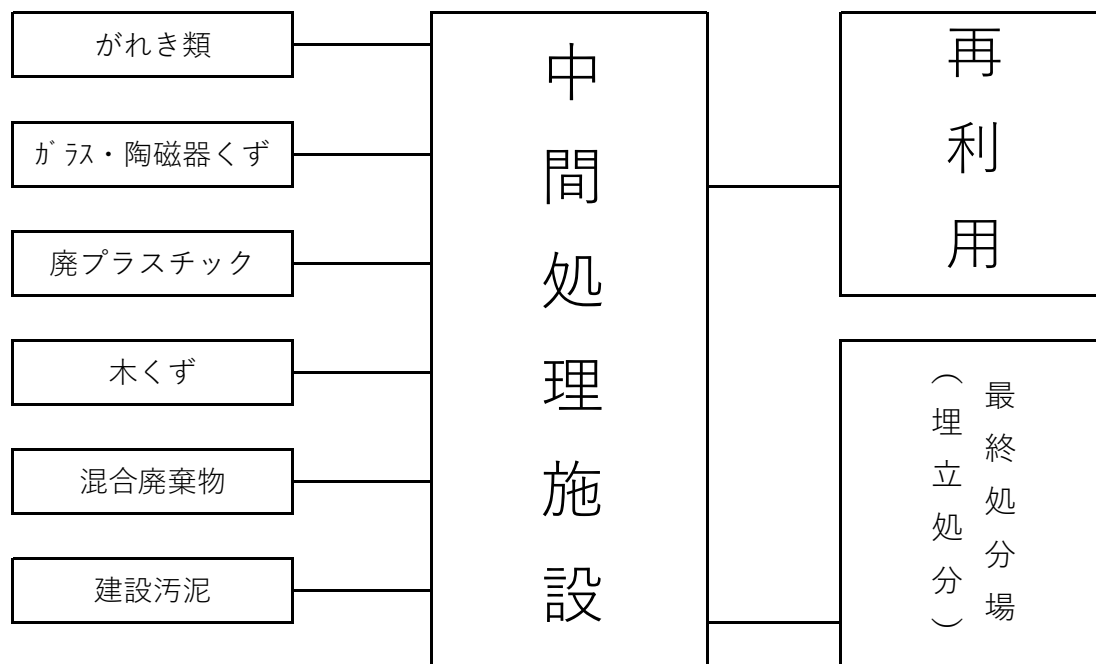 がれき類
ガラス・陶磁器くず
廃プラスチック
木くず
混合廃棄物
建設汚泥
中間処理施設
再利用
最終処分場
（埋立処分）